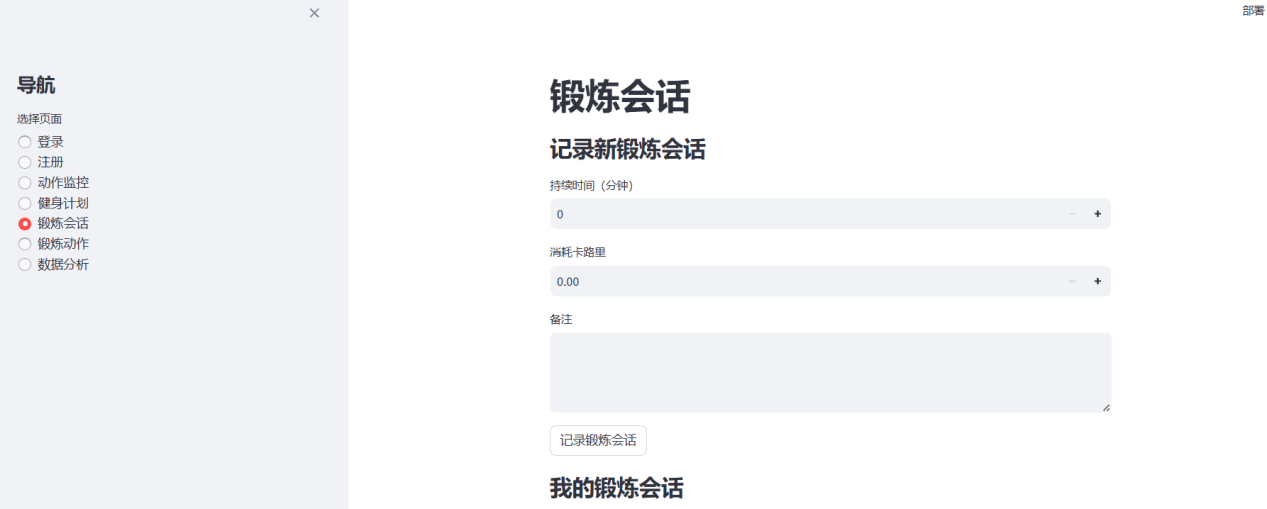 部署
导航
选择页面
登录
注册
动作监控
健身计划
锻炼会话
锻炼动作
数据分析
锻炼会话
记录新锻炼会话
持续时间（分钟）
0
消耗卡路里
0.00
备注
记录锻炼会话
我的锻炼会话